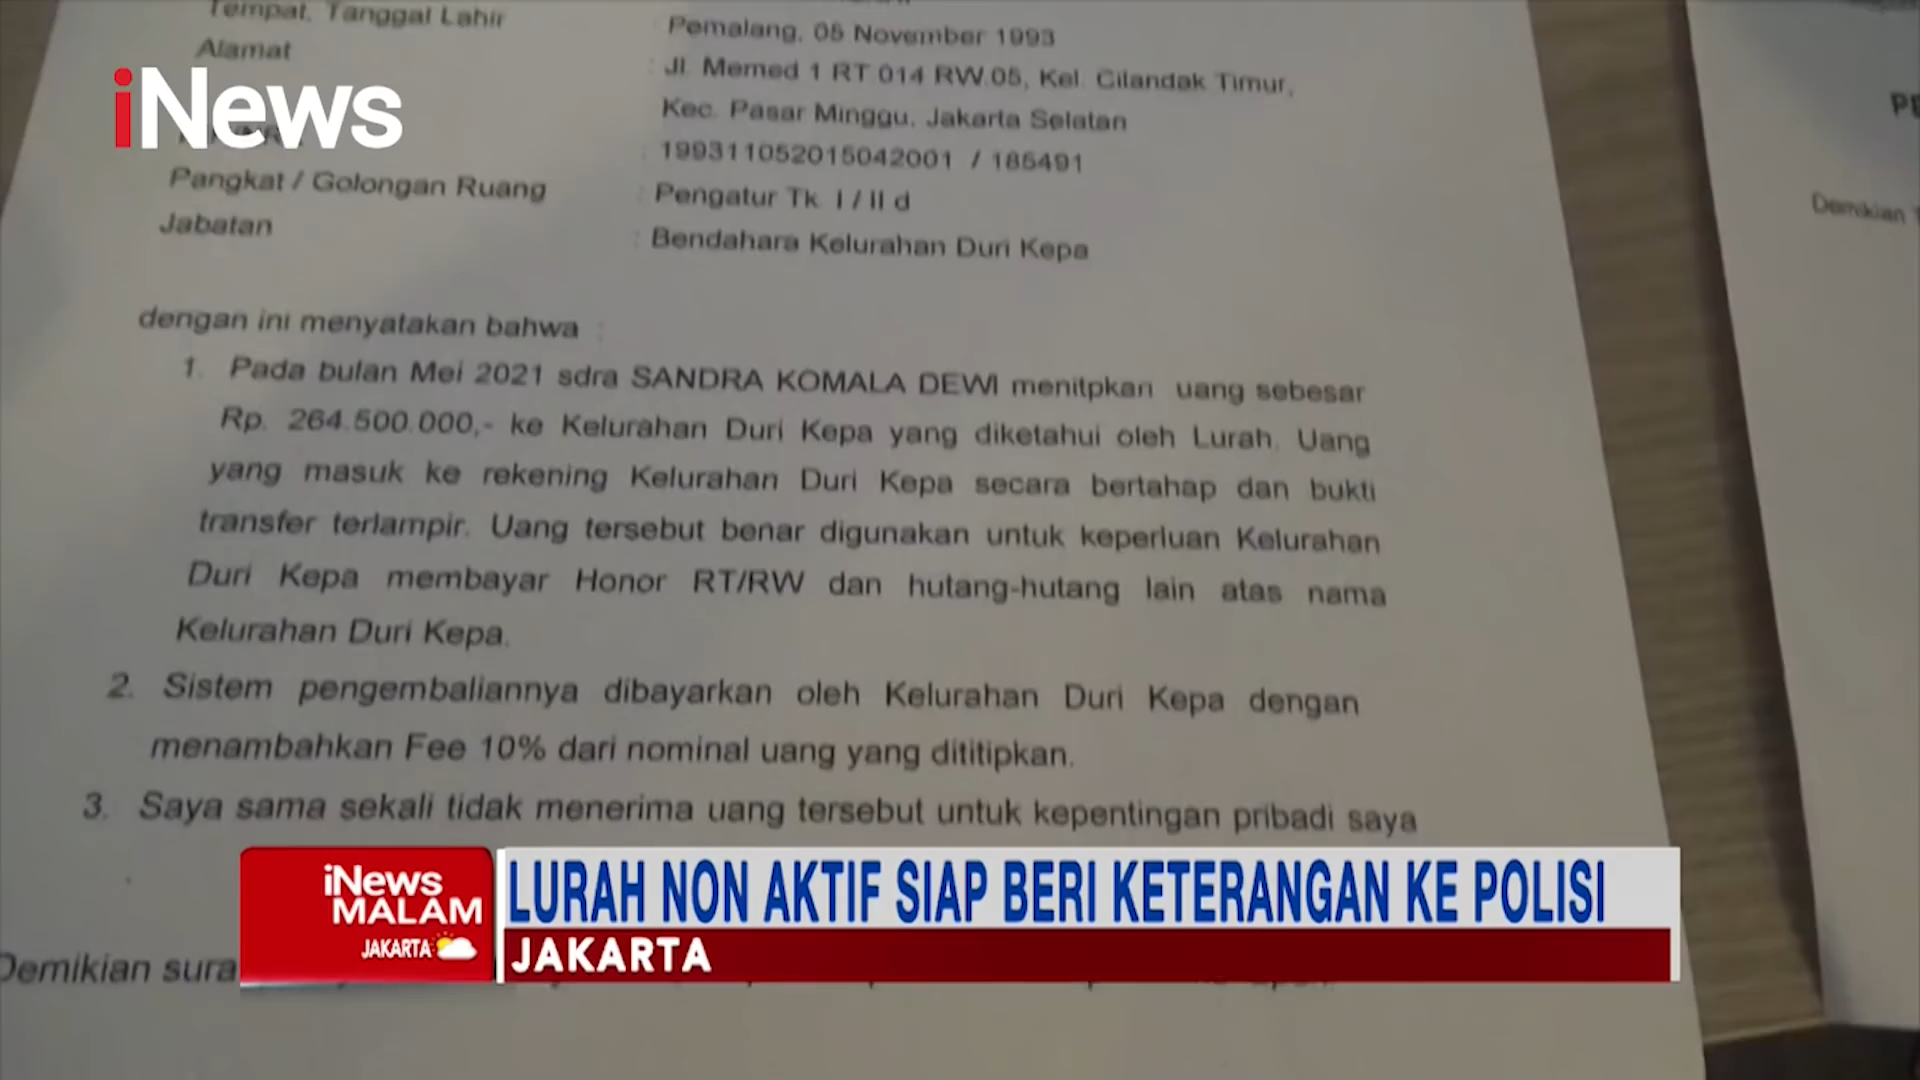 Tempat, Tanggal Lahir : Pemalang, 05 November 1993
Alamat : Jl. Memed 1 RT 014 RW.05, Kel. Cilandak Timur,
Kec. Pasar Minggu, Jakarta Selatan
: 199311052015042001 / 185491
Pangkat / Golongan Ruang : Pengatur Tk. I / II d
Jabatan : Bendahara Kelurahan Duri Kepa
iNews
dengan ini menyatakan bahwa :
1. Pada bulan Mei 2021 sdra SANDRA KOMALA DEWI menitpkan uang sebesar
Rp. 264.500.000,- ke Kelurahan Duri Kepa yang diketahui oleh Lurah. Uang
yang masuk ke rekening Kelurahan Duri Kepa secara bertahap dan bukti
transfer terlampir. Uang tersebut benar digunakan untuk keperluan Kelurahan
Duri Kepa membayar Honor RT/RW dan hutang-hutang lain atas nama
Kelurahan Duri Kepa.
2. Sistem pengembaliannya dibayarkan oleh Kelurahan Duri Kepa dengan
menambahkan Fee 10% dari nominal uang yang dititipkan.
3. Saya sama sekali tidak menerima uang tersebut untuk kepentingan pribadi saya
Demikian
iNews
MALAM
JAKARTA
LURAH NON AKTIF SIAP BERI KETERANGAN KE POLISI
JAKARTA
Demikian